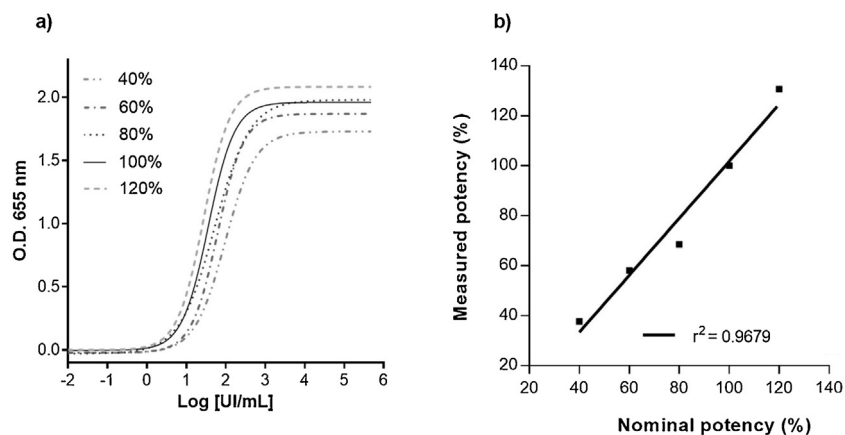 a)
40%
60%
80%
100%
120%
O.D. 655 nm
2.0
1.5
1.0
0.5
0.0
-2 -1 0 1 2 3 4 5 6
Log [UI/mL]
b)
Measured potency (%)
140
120
100
80
60
40
20
r² = 0.9679
20 40 60 80 100 120 140
Nominal potency (%)